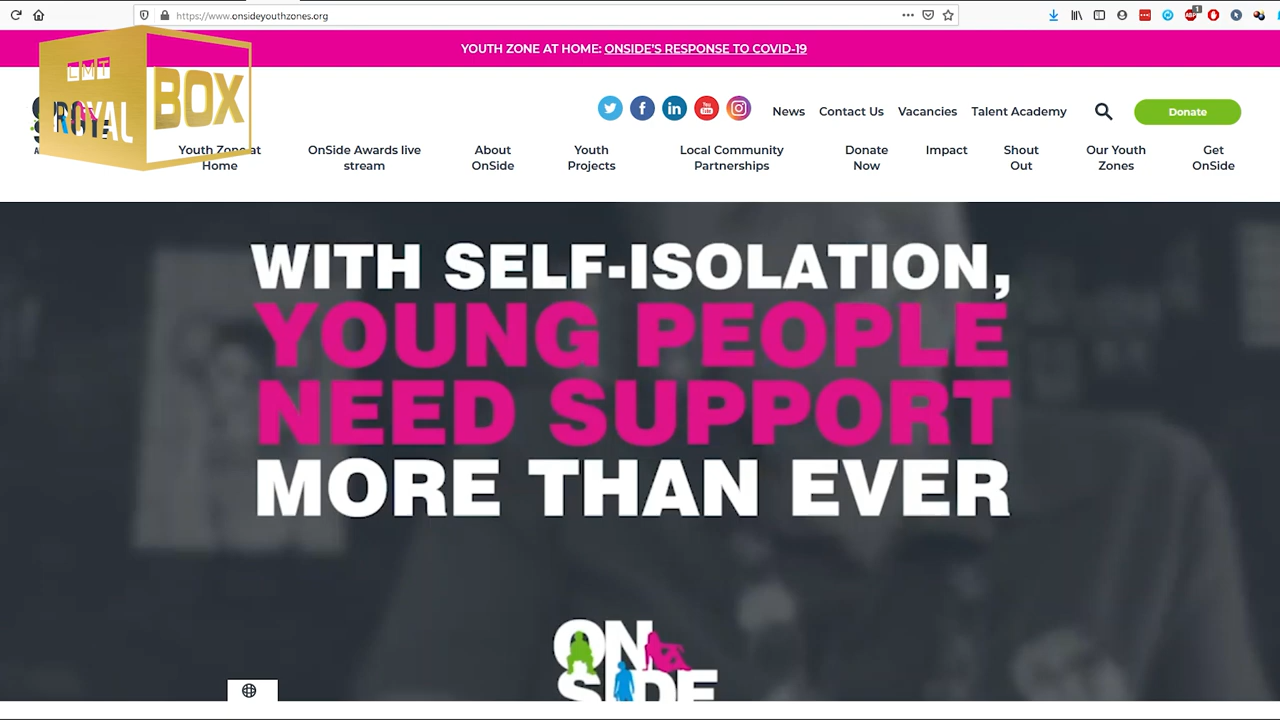 https://www.onsideyouthzones.org
1
YOUTH ZONE AT HOME: ONSIDE'S RESPONSE TO COVID-19
LMT
ROYAL
BOX
News
Contact Us
Vacancies
Talent Academy
Donate
Youth Zone at
Home
OnSide Awards live
stream
About
OnSide
Youth
Projects
Local Community
Partnerships
Donate
Now
Impact
Shout
Out
Our Youth
Zones
Get
OnSide
WITH SELF-ISOLATION,
YOUNG PEOPLE
NEED SUPPORT
MORE THAN EVER
ON
SIDE